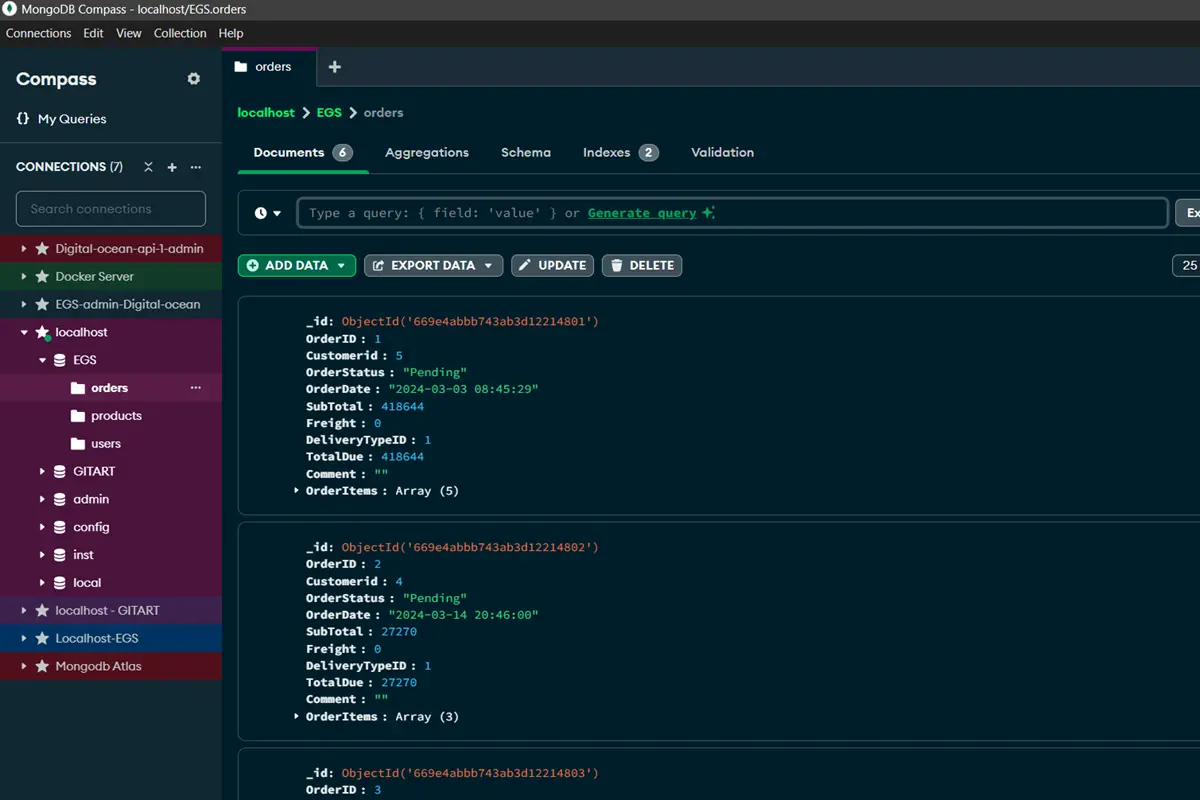 MongoDB Compass - localhost/EGS.orders
Connections Edit View Collection Help
Compass
{} My Queries
CONNECTIONS (7)
Search connections
Digital-ocean-api-1-admin
Docker Server
EGS-admin-Digital-ocean
localhost
EGS
orders
products
users
GITART
admin
config
inst
local
localhost - GITART
Localhost-EGS
Mongodb Atlas
orders
localhost > EGS > orders
Documents 6 Aggregations Schema Indexes 2 Validation
Type a query: { field: 'value' } or Generate query
Ex
ADD DATA EXPORT DATA UPDATE DELETE
25
_id: ObjectId('669e4abbb743ab3d12214801')
OrderID : 1
Customerid : 5
OrderStatus : "Pending"
OrderDate : "2024-03-03 08:45:29"
SubTotal : 418644
Freight : 0
DeliveryTypeID : 1
TotalDue : 418644
Comment : ""
OrderItems : Array (5)
_id: ObjectId('669e4abbb743ab3d12214802')
OrderID : 2
Customerid : 4
OrderStatus : "Pending"
OrderDate : "2024-03-14 20:46:00"
SubTotal : 27270
Freight : 0
DeliveryTypeID : 1
TotalDue : 27270
Comment : ""
OrderItems : Array (3)
_id: ObjectId('669e4abbb743ab3d12214803')
OrderID : 3